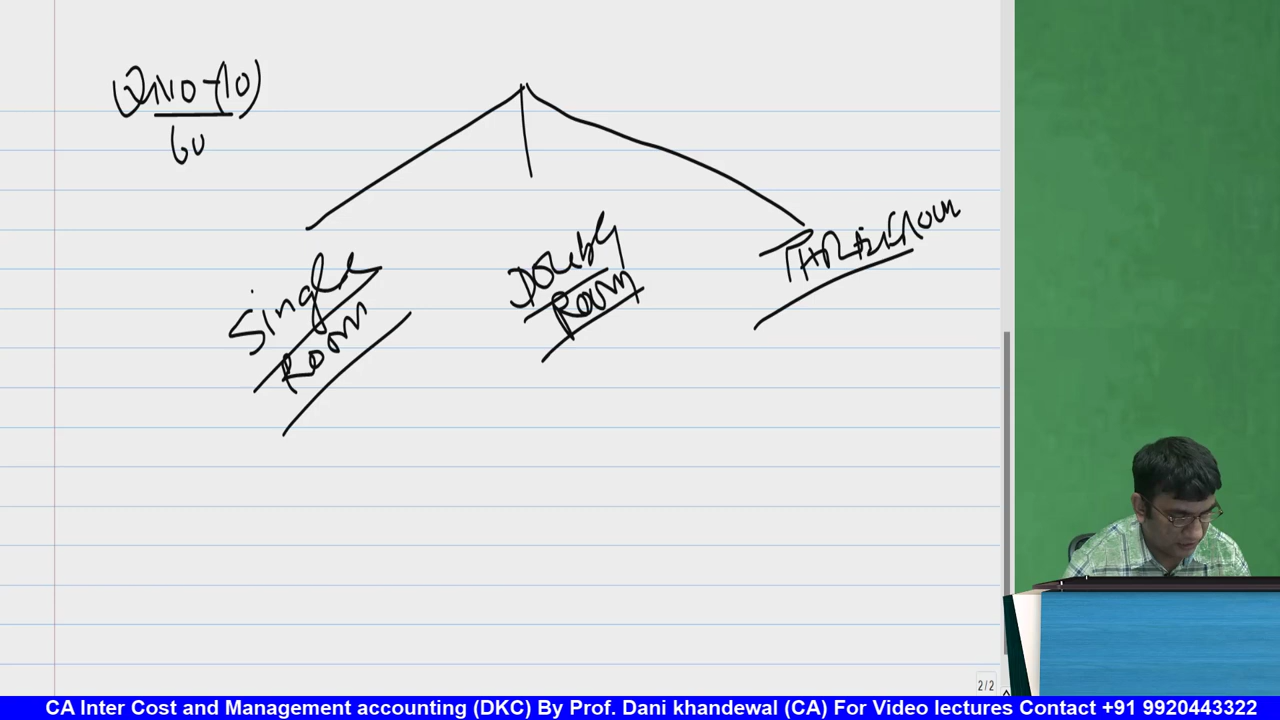 QNO-10
60
Single
Room
Double
Room
2/2
CA Inter Cost and Management accounting (DKC) By Prof. Dani khandewal (CA) For Video lectures Contact +91 9920443322